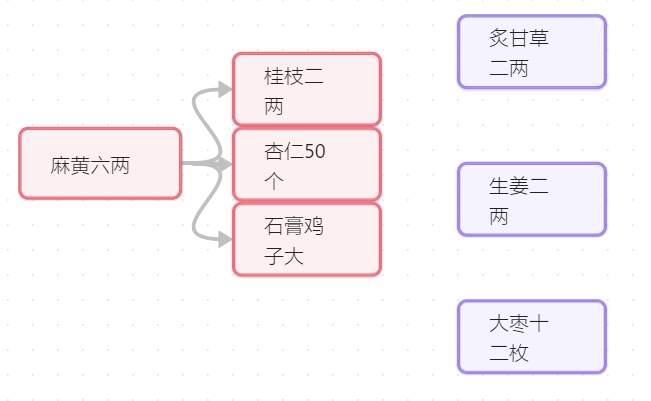 麻黄六两
桂枝二
两
杏仁50
个
石膏鸡
子大
炙甘草
二两
生姜二
两
大枣十
二枚